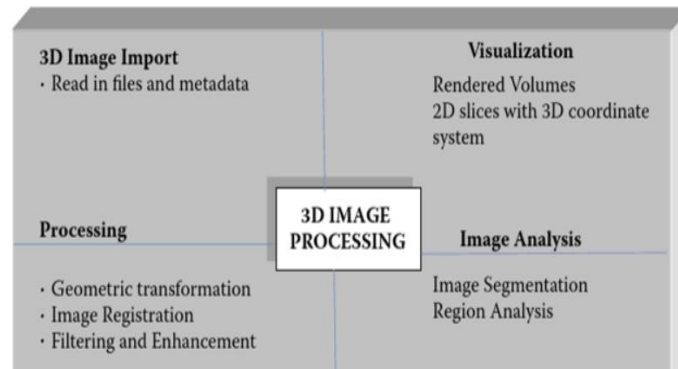 3D Image Import
· Read in files and metadata
Visualization
Rendered Volumes
2D slices with 3D coordinate
system
3D IMAGE
PROCESSING
Processing
· Geometric transformation
· Image Registration
· Filtering and Enhancement
Image Analysis
Image Segmentation
Region Analysis